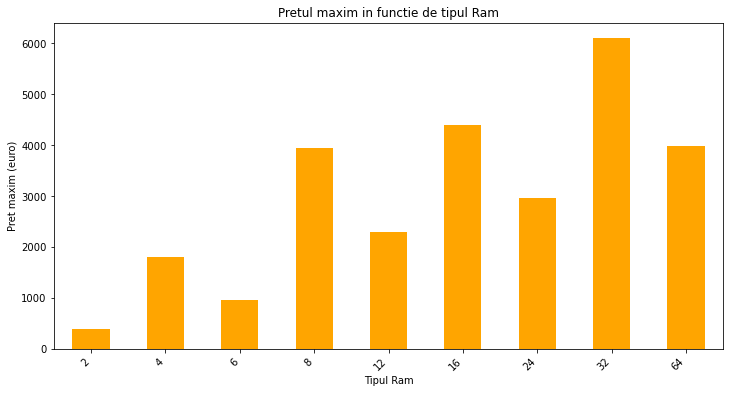 Pretul maxim in functie de tipul Ram
6000
5000
4000
3000
2000
1000
0
Pret maxim (euro)
2 4 6 8 12 16 24 32 64
Tipul Ram